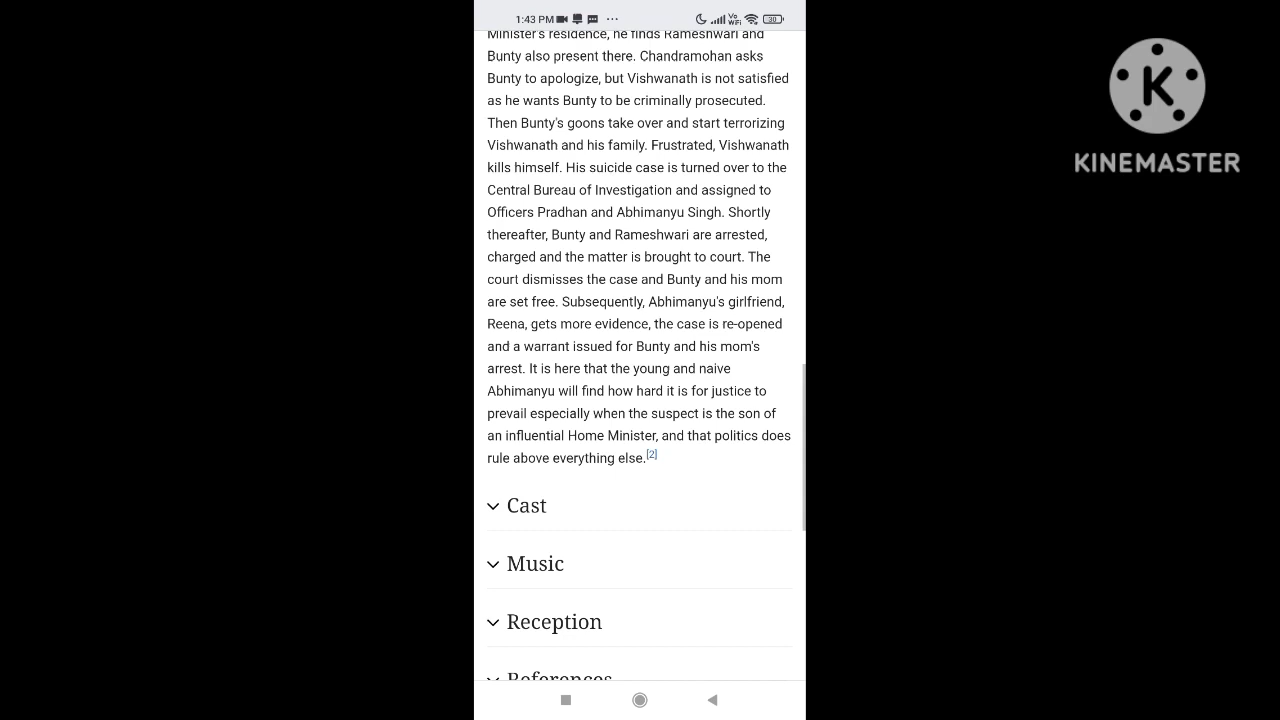 1:43 PM
Vo
WiFi
30
Minister's residence, he finds Rameshwari and
Bunty also present there. Chandramohan asks
Bunty to apologize, but Vishwanath is not satisfied
as he wants Bunty to be criminally prosecuted.
Then Bunty's goons take over and start terrorizing
Vishwanath and his family. Frustrated, Vishwanath
kills himself. His suicide case is turned over to the
Central Bureau of Investigation and assigned to
Officers Pradhan and Abhimanyu Singh. Shortly
thereafter, Bunty and Rameshwari are arrested,
charged and the matter is brought to court. The
court dismisses the case and Bunty and his mom
are set free. Subsequently, Abhimanyu's girlfriend,
Reena, gets more evidence, the case is re-opened
and a warrant issued for Bunty and his mom's
arrest. It is here that the young and naive
Abhimanyu will find how hard it is for justice to
prevail especially when the suspect is the son of
an influential Home Minister, and that politics does
rule above everything else.[2]
Cast
Music
Reception
References
K
KINEMASTER